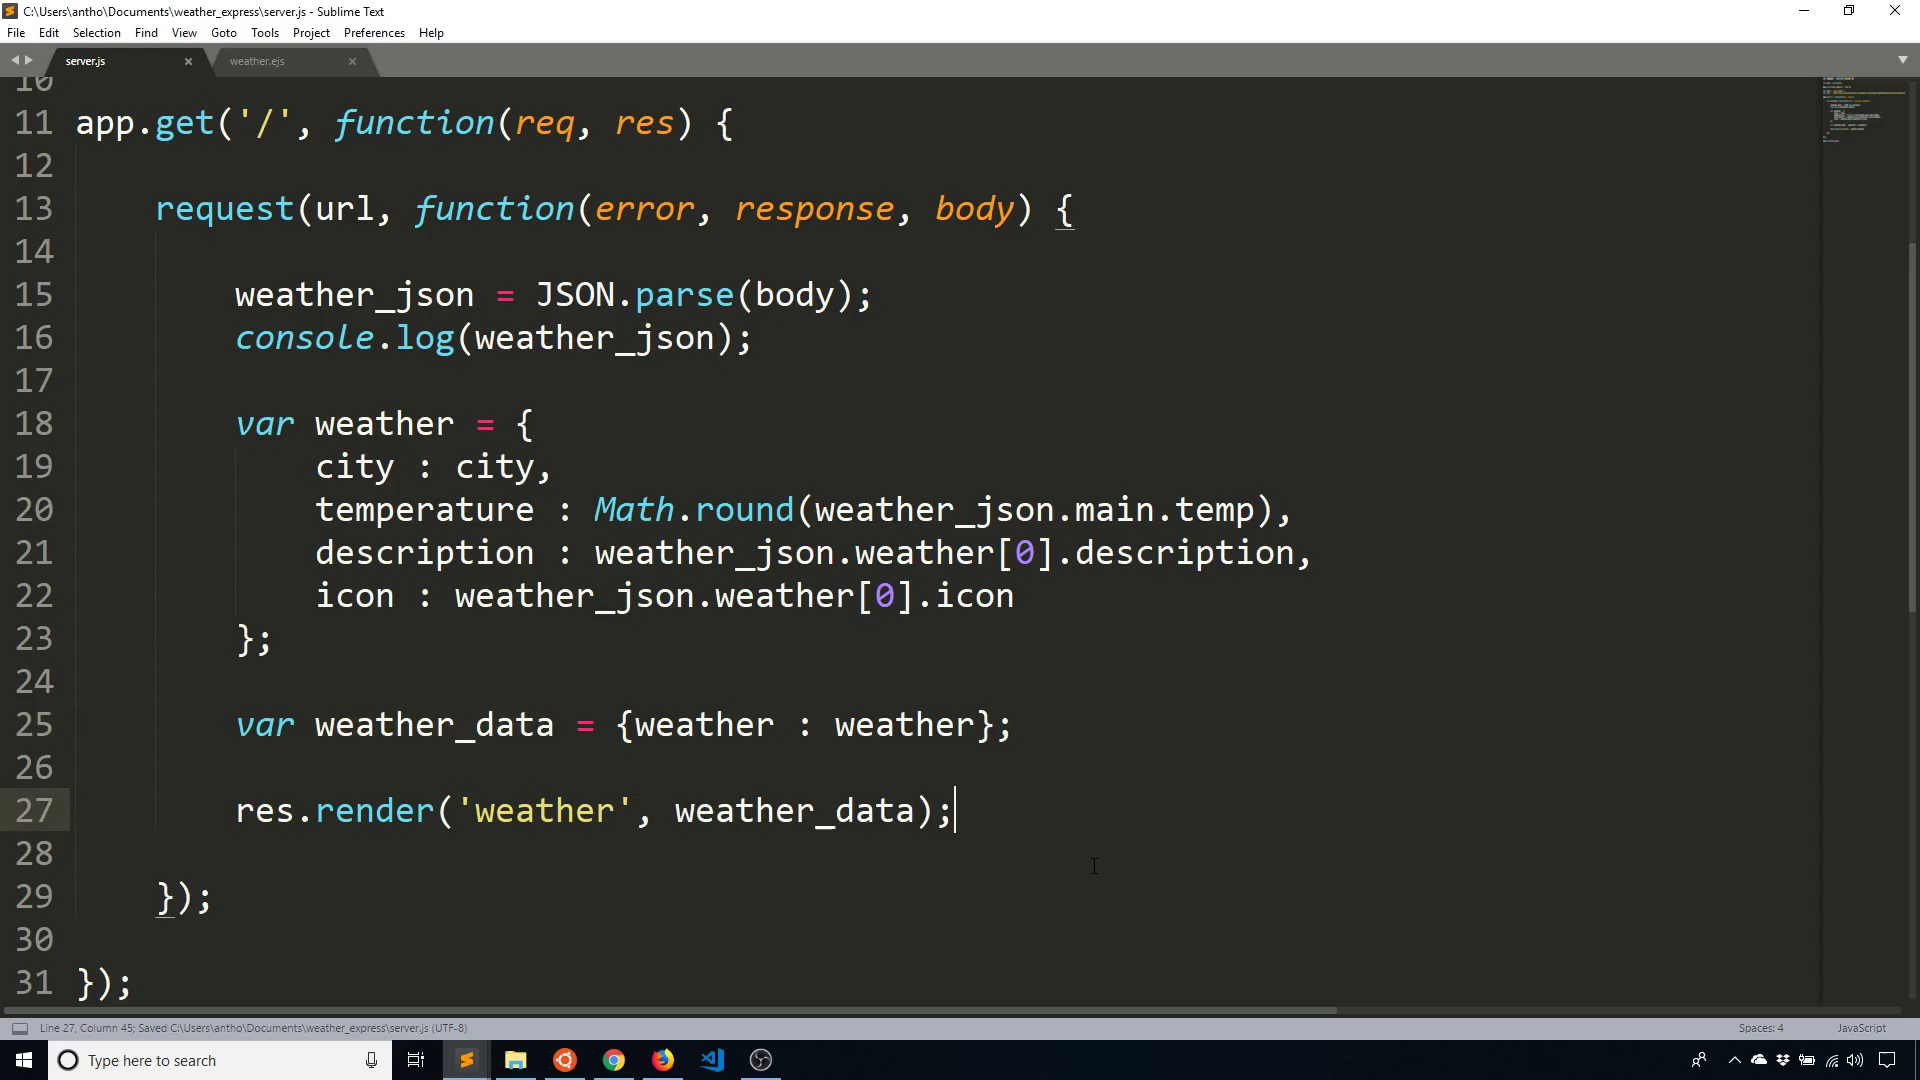 C:\Users\antho\Documents\weather_express\server.js - Sublime Text
File Edit Selection Find View Goto Tools Project Preferences Help
server.js × weather.ejs ×
10
11 app.get('/', function(req, res) {
12
13 request(url, function(error, response, body) {
14
15 weather_json = JSON.parse(body);
16 console.log(weather_json);
17
18 var weather = {
19 city : city,
20 temperature : Math.round(weather_json.main.temp),
21 description : weather_json.weather[0].description,
22 icon : weather_json.weather[0].icon
23 };
24
25 var weather_data = {weather : weather};
26
27 res.render('weather', weather_data);
28
29 });
30
31 });
Line 27, Column 45; Saved C:\Users\antho\Documents\weather_express\server.js (UTF-8) Spaces: 4 JavaScript
Type here to search